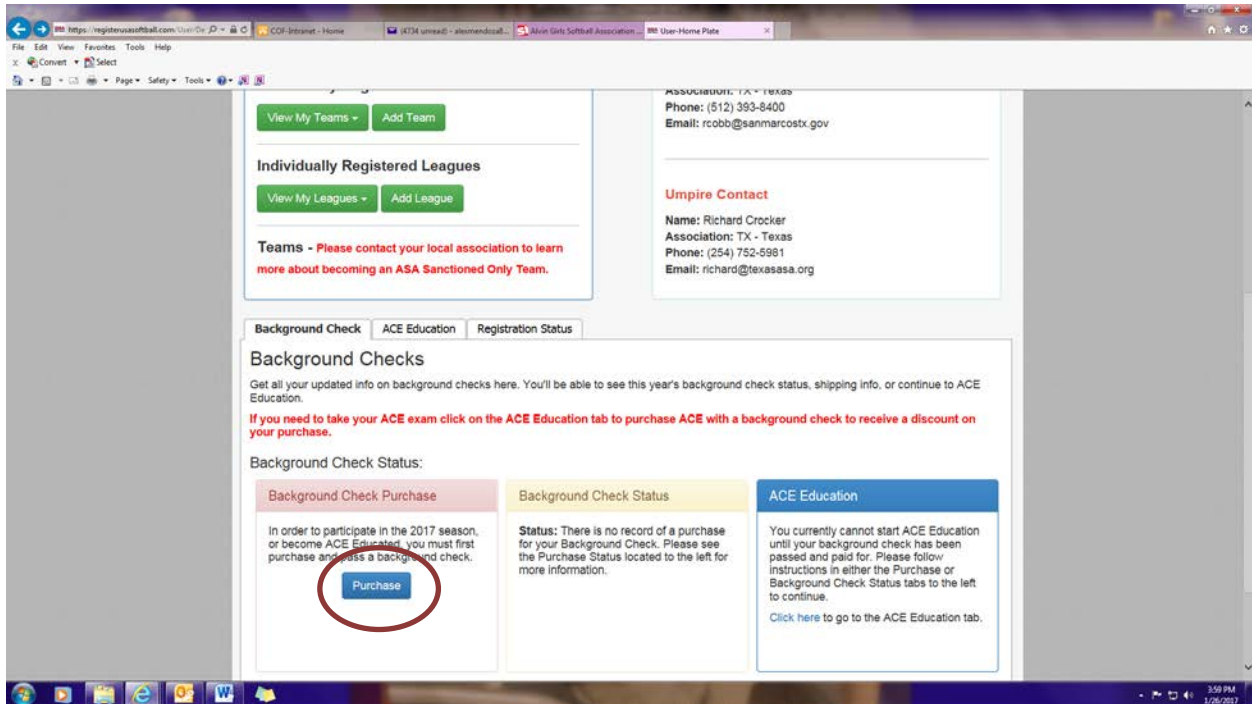 https://registerusasoftball.com/User/De
COF-Intranet - Home
(4734 unread) - alesmendoza8...
Alvin Girls Softball Association ...
User-Home Plate
File Edit View Favorites Tools Help
x Convert Select
Page Safety Tools
View My Teams Add Team
Individually Registered Leagues
View My Leagues Add League
Teams - Please contact your local association to learn
more about becoming an ASA Sanctioned Only Team.
Association: TX - Texas
Phone: (512) 393-8400
Email: rcobb@sanmarcostx.gov
Umpire Contact
Name: Richard Crocker
Association: TX - Texas
Phone: (254) 752-5981
Email: richard@texasasa.org
Background Check ACE Education Registration Status
Background Checks
Get all your updated info on background checks here. You'll be able to see this year's background check status, shipping info, or continue to ACE
Education.
If you need to take your ACE exam click on the ACE Education tab to purchase ACE with a background check to receive a discount on
your purchase.
Background Check Status:
Background Check Purchase
In order to participate in the 2017 season,
or become ACE Educated, you must first
purchase and pass a background check.
Purchase
Background Check Status
Status: There is no record of a purchase
for your Background Check. Please see
the Purchase Status located to the left for
more information.
ACE Education
You currently cannot start ACE Education
until your background check has been
passed and paid for. Please follow
instructions in either the Purchase or
Background Check Status tabs to the left
to continue.
Click here to go to the ACE Education tab.
3:59 PM
1/26/2017